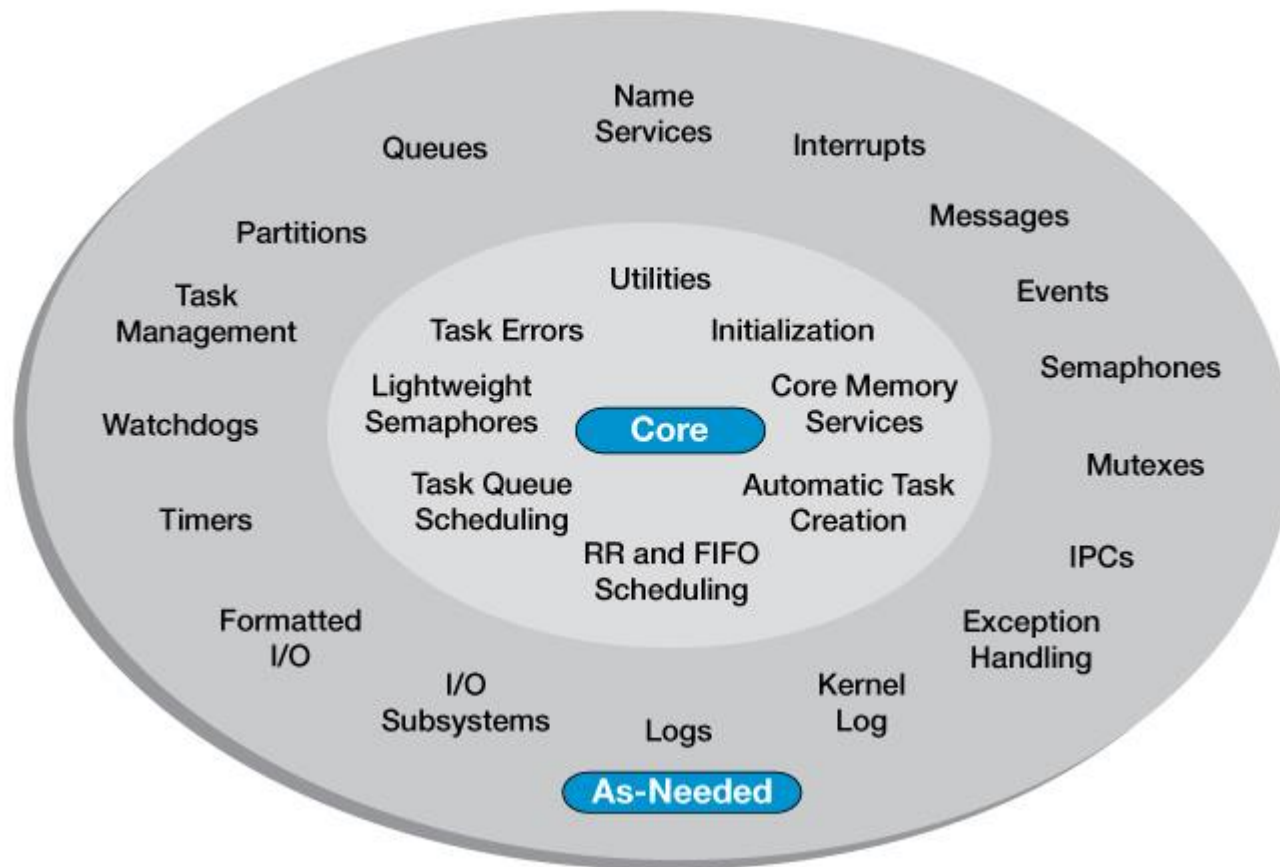 Name
Services
Queues
Interrupts
Messages
Partitions
Events
Task
Management
Semaphones
Watchdogs
Mutexes
Timers
IPCs
Formatted
I/O
Exception
Handling
I/O
Subsystems
Kernel
Log
Logs
As-Needed
Utilities
Task Errors
Initialization
Lightweight
Semaphores
Core Memory
Services
Core
Task Queue
Scheduling
Automatic Task
Creation
RR and FIFO
Scheduling